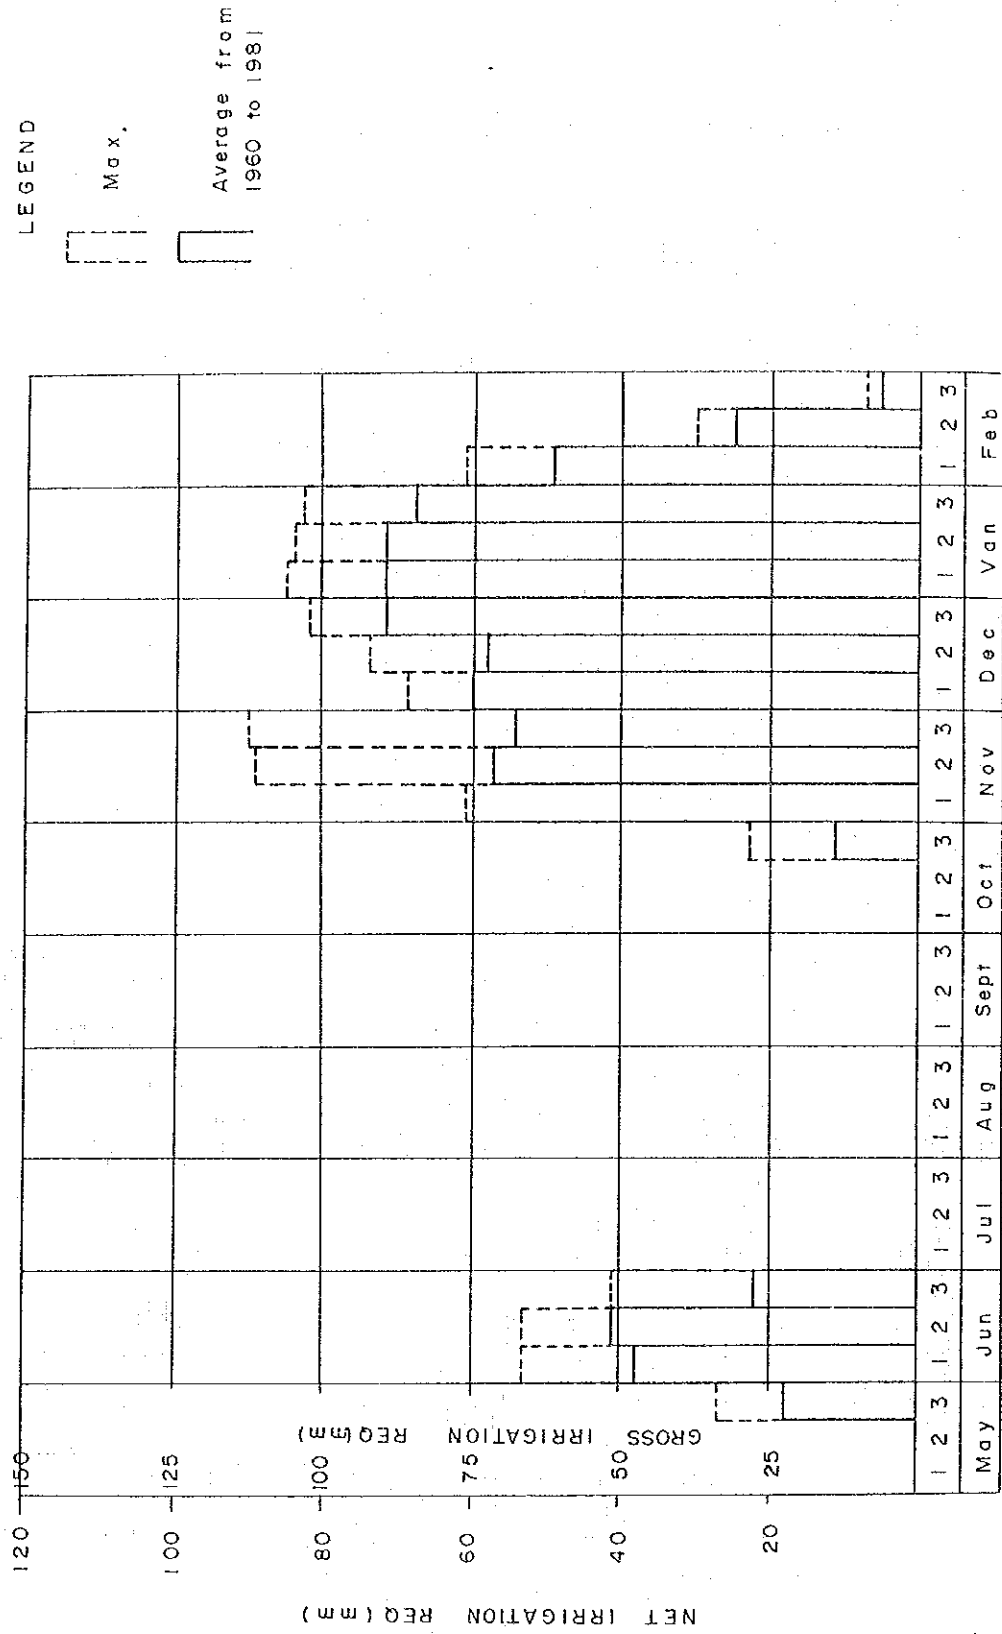 LEGEND
Max.
Average from
1960 to 1981
NET IRRIGATION REQ(mm)
120
100
80
60
40
20
GROSS IRRIGATION REQ(mm)
150
125
100
75
50
25
1 2 3 1 2 3 1 2 3 1 2 3 1 2 3 1 2 3 1 2 3 1 2 3 1 2 3 1 2 3
May Jun Jul Aug Sept Oct Nov Dec Van Feb